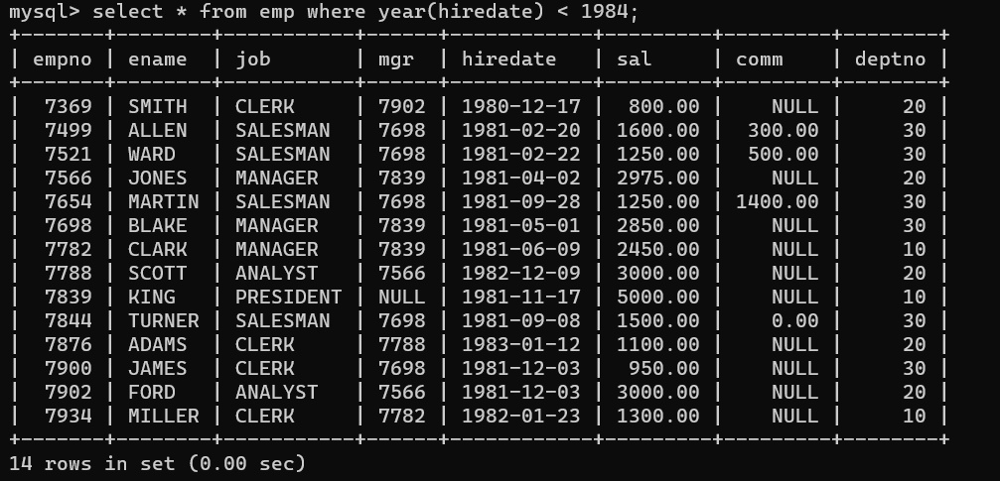 mysql> select * from emp where year(hiredate) < 1984;
+-------+--------+-----------+------+------------+---------+---------+--------+
| empno | ename  | job       | mgr  | hiredate   | sal     | comm    | deptno |
+-------+--------+-----------+------+------------+---------+---------+--------+
|  7369 | SMITH  | CLERK     | 7902 | 1980-12-17 |  800.00 |    NULL |     20 |
|  7499 | ALLEN  | SALESMAN  | 7698 | 1981-02-20 | 1600.00 |  300.00 |     30 |
|  7521 | WARD   | SALESMAN  | 7698 | 1981-02-22 | 1250.00 |  500.00 |     30 |
|  7566 | JONES  | MANAGER   | 7839 | 1981-04-02 | 2975.00 |    NULL |     20 |
|  7654 | MARTIN | SALESMAN  | 7698 | 1981-09-28 | 1250.00 | 1400.00 |     30 |
|  7698 | BLAKE  | MANAGER   | 7839 | 1981-05-01 | 2850.00 |    NULL |     30 |
|  7782 | CLARK  | MANAGER   | 7839 | 1981-06-09 | 2450.00 |    NULL |     10 |
|  7788 | SCOTT  | ANALYST   | 7566 | 1982-12-09 | 3000.00 |    NULL |     20 |
|  7839 | KING   | PRESIDENT | NULL | 1981-11-17 | 5000.00 |    NULL |     10 |
|  7844 | TURNER | SALESMAN  | 7698 | 1981-09-08 | 1500.00 |    0.00 |     30 |
|  7876 | ADAMS  | CLERK     | 7788 | 1983-01-12 | 1100.00 |    NULL |     20 |
|  7900 | JAMES  | CLERK     | 7698 | 1981-12-03 |  950.00 |    NULL |     30 |
|  7902 | FORD   | ANALYST   | 7566 | 1981-12-03 | 3000.00 |    NULL |     20 |
|  7934 | MILLER | CLERK     | 7782 | 1982-01-23 | 1300.00 |    NULL |     10 |
+-------+--------+-----------+------+------------+---------+---------+--------+
14 rows in set (0.00 sec)